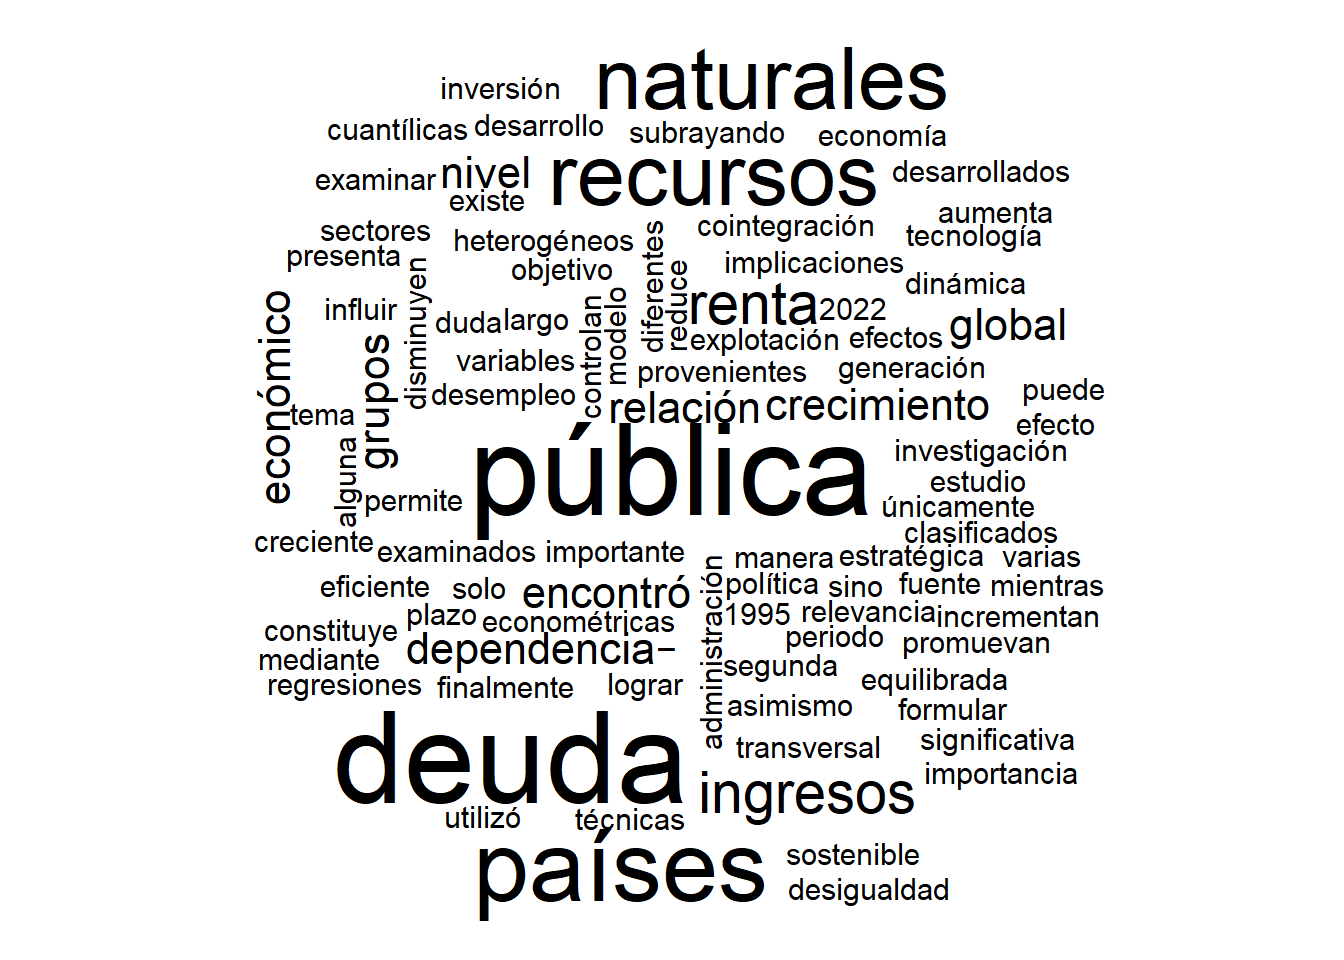 naturales
inversión
cuantílicas
desarrollo
subrayando
economía
recursos
nivel
examinar
desarrollados
existe
aumenta
sectores
heterogéneos
cointegración
tecnología
presenta
objetivo
diferentes
implicaciones
disminuyen
reduce
dinámica
económico
influir
duda
largo
controlan
modelo
renta
2022
global
grupos
explotación
efectos
variables
provenientes
generación
desempleo
puede
tema
relación
crecimiento
efecto
alguna
pública
investigación
estudio
permite
únicamente
clasificados
creciente
examinados
importante
manera
estratégica
varias
eficiente
solo
encontró
administración
política
sino
fuente
mientras
plazo
econométricas
1995
relevancia
incrementan
constituye
periodo
promuevan
mediante
dependencia–
segunda
equilibrada
regresiones
finalmente
lograr
asimismo
formular
deuda
transversal
significativa
ingresos
importancia
utilizó
técnicas
países
sostenible
desigualdad